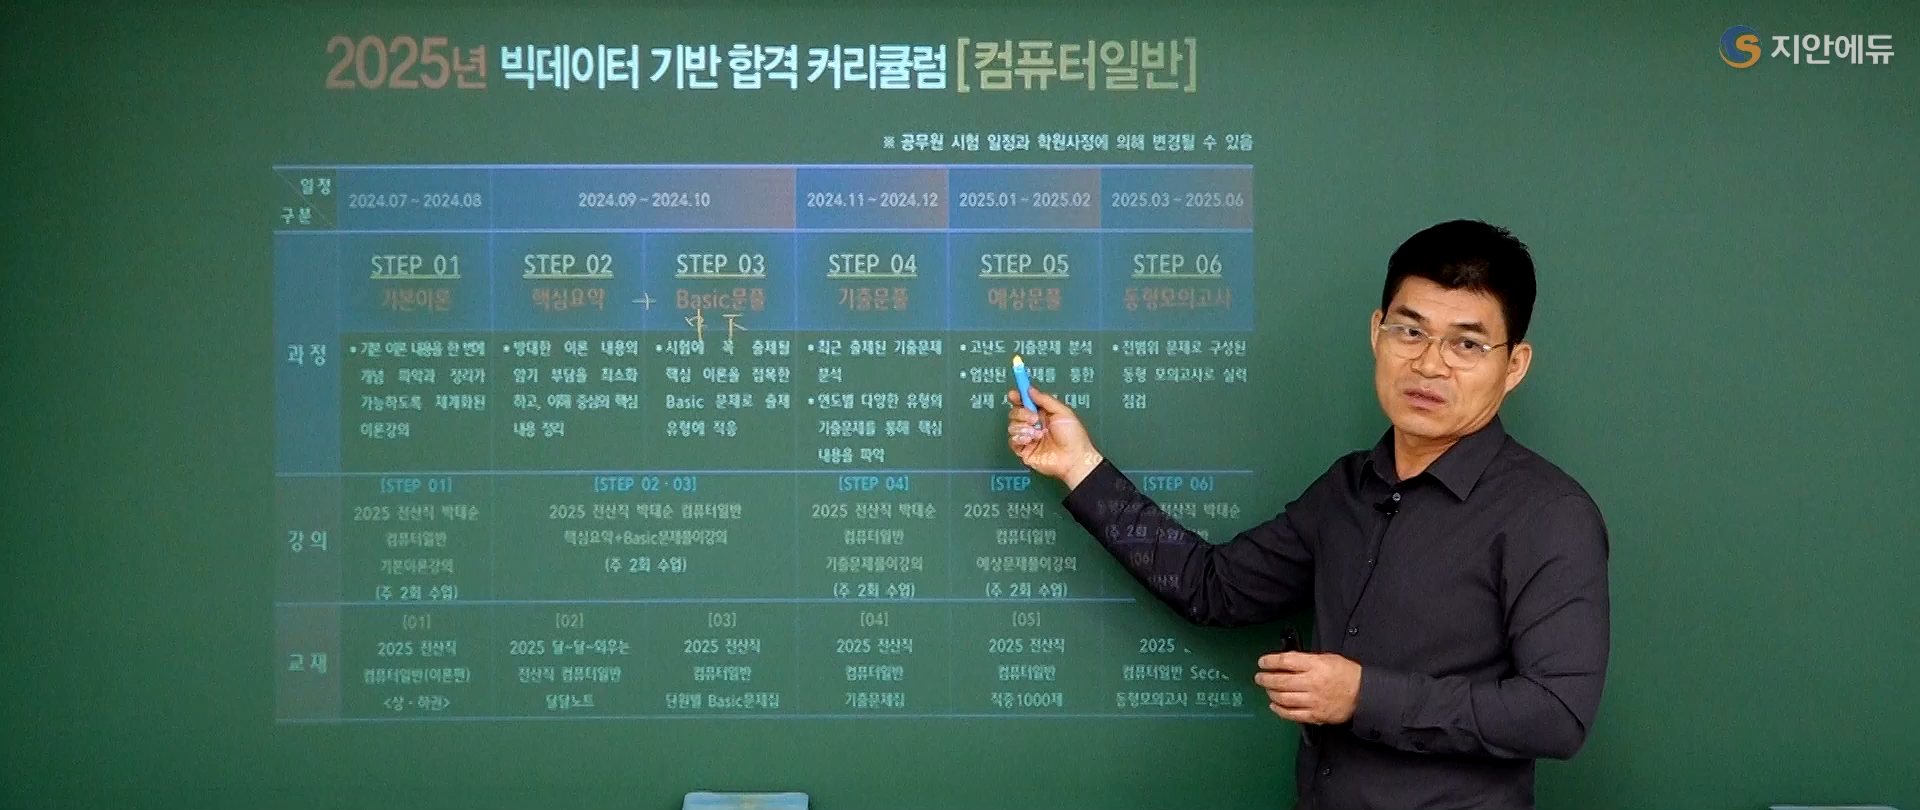 2025년 빅데이터 기반 합격 커리큘럼 [컴퓨터일반]
지안에듀
※ 공무원 시험 일정과 학원사정에 의해 변경될 수 있음
일정
구분
2024.07 ~ 2024.08
2024.09 ~ 2024.10
2024.11 ~ 2024.12
2025.01 ~ 2025.02
2025.03 ~ 2025.06
과정
STEP 01
기본이론
• 기본 이론 내용을 한 번에
개념 파악과 정리가
가능하도록 체계화된
이론강의
STEP 02
핵심요약
• 방대한 이론 내용의
암기 부담을 최소화
하고, 이해 중심의 핵심
내용 정리
+
STEP 03
Basic문풀
中 下
• 시험에 꼭 출제될
핵심 이론을 접목한
Basic 문제로 출제
유형에 적응
STEP 04
기출문풀
• 최근 출제된 기출문제
분석
• 연도별 다양한 유형의
기출문제를 통해 핵심
내용을 파악
STEP 05
예상문풀
• 고난도 기출문제 분석
• 엄선된 제를 통한
실제 대비
STEP 06
동형모의고사
• 전범위 문제로 구성된
동형 모의고사로 실력
점검
강의
[STEP 01]
2025 전산직 박태순
컴퓨터일반
기본이론강의
(주 2회 수업)
[STEP 02 · 03]
2025 전산직 박태순 컴퓨터일반
핵심요약+Basic문제풀이강의
(주 2회 수업)
[STEP 04]
2025 전산직 박태순
컴퓨터일반
기출문제풀이강의
(주 2회 수업)
[STEP
2025 전산직
컴퓨터일반
예상문제풀이강의
(주 2회 수업)
[STEP 06]
전산직 박태순
(주 2회 수업)
교재
[01]
2025 전산직
컴퓨터일반(이론편)
<상 · 하권>
[02]
2025 달~달~외우는
전산직 컴퓨터일반
달달노트
[03]
2025 전산직
컴퓨터일반
단원별 Basic문제집
[04]
2025 전산직
컴퓨터일반
기출문제집
[05]
2025 전산직
컴퓨터일반
적중1000제
[06]
2025
컴퓨터일반
동형모의고사 프린트물